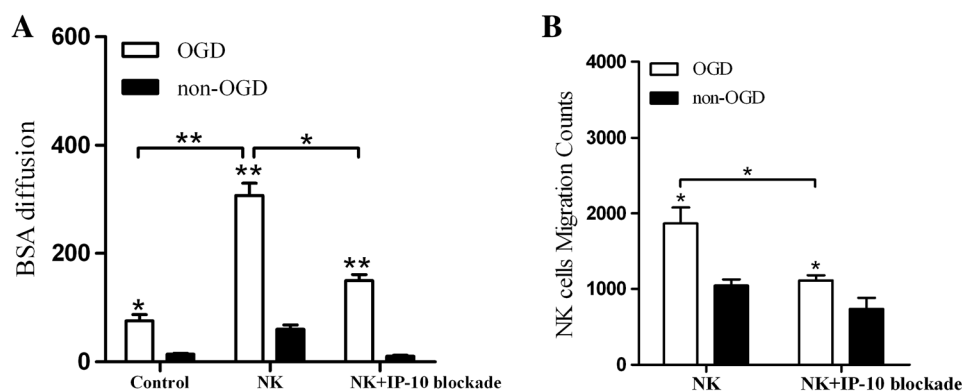 A
BSA diffusion
600
400
200
0
OGD
non-OGD
**
*
*
**
**
Control
NK
NK+IP-10 blockade
B
NK cells Migration Counts
4000
3000
2000
1000
0
OGD
non-OGD
*
*
*
NK
NK+IP-10 blockade